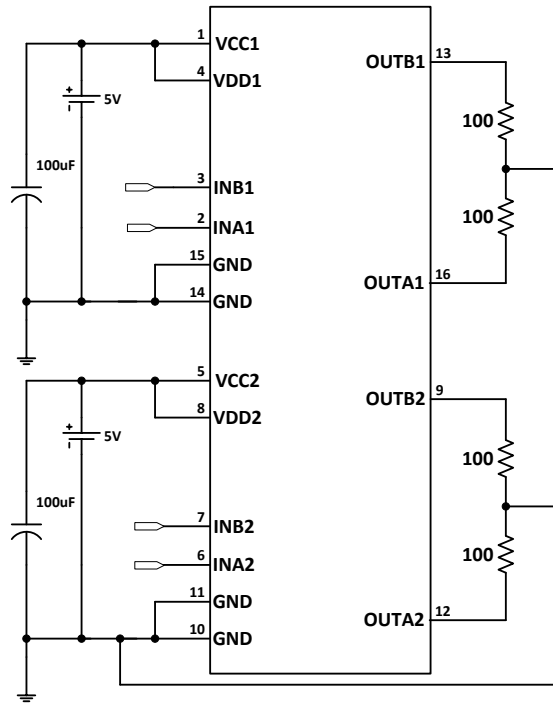 1 VCC1
4 VDD1
+
-
5V
100uF
3 INB1
2 INA1
15 GND
14 GND
OUTB1 13
100
100
OUTA1 16
5 VCC2
8 VDD2
+
-
5V
100uF
7 INB2
6 INA2
11 GND
10 GND
OUTB2 9
100
100
OUTA2 12